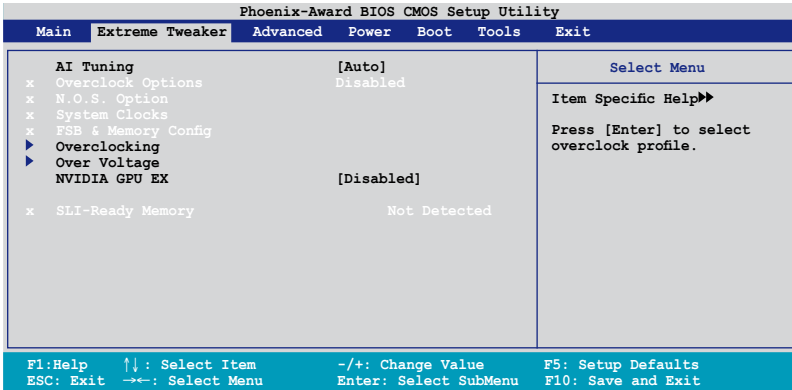 Phoenix-Award BIOS CMOS Setup Utility
Main Extreme Tweaker Advanced Power Boot Tools Exit
AI Tuning [Auto]
x Overclock Options Disabled
x N.O.S. Option
x System Clocks
x FSB & Memory Config
Overclocking
Over Voltage
NVIDIA GPU EX [Disabled]
x SLI-Ready Memory Not Detected
Select Menu
Item Specific Help
Press [Enter] to select
overclock profile.
F1:Help ↑↓: Select Item -/+: Change Value F5: Setup Defaults
ESC: Exit →←: Select Menu Enter: Select SubMenu F10: Save and Exit